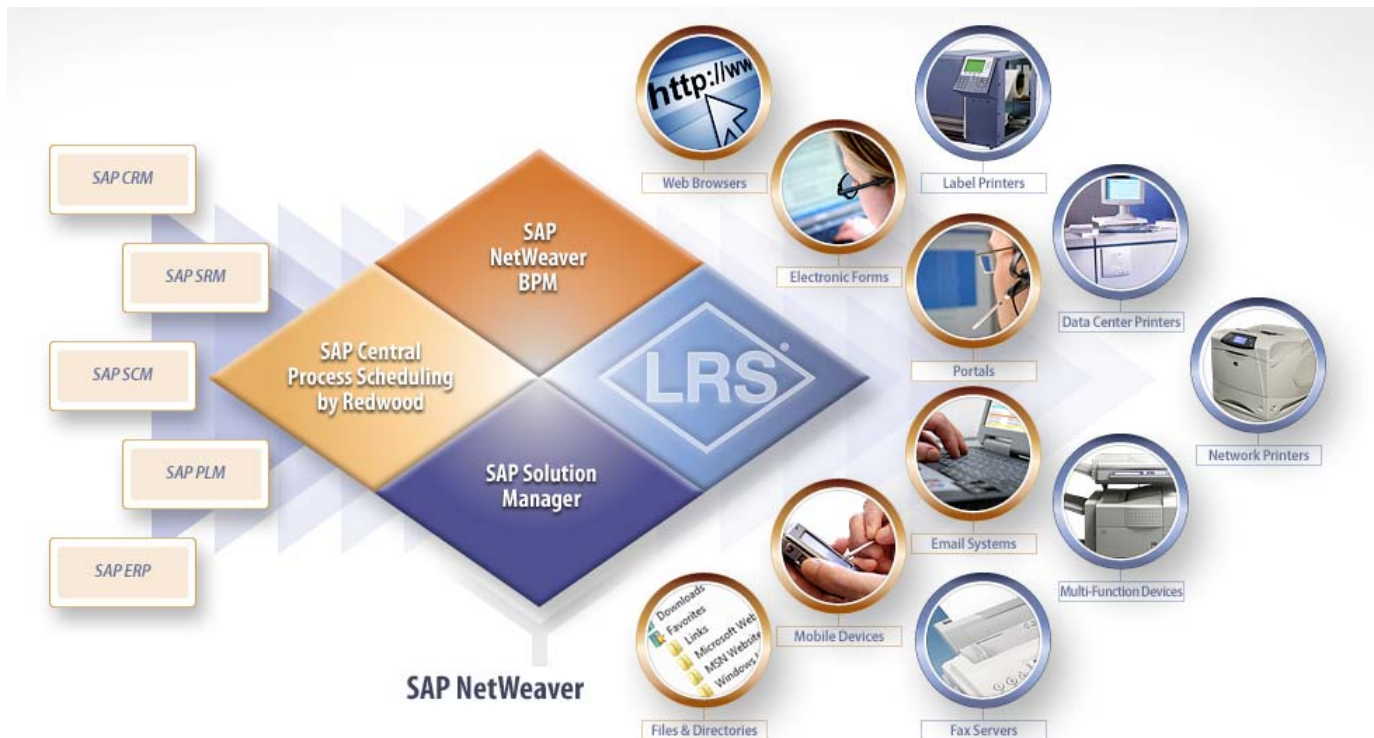 http://ww
Web Browsers
Label Printers
SAP CRM
SAP
NetWeaver
BPM
Electronic Forms
SAP SRM
Data Center Printers
SAP SCM
SAP Central
Process Scheduling
by Redwood
LRS®
Portals
Network Printers
SAP PLM
SAP Solution
Manager
Email Systems
SAP ERP
Multi-Function Devices
Downloads
Favorites
Links
Microsoft Web
MSN Website
Windows
Mobile Devices
SAP NetWeaver
Files & Directories
Fax Servers